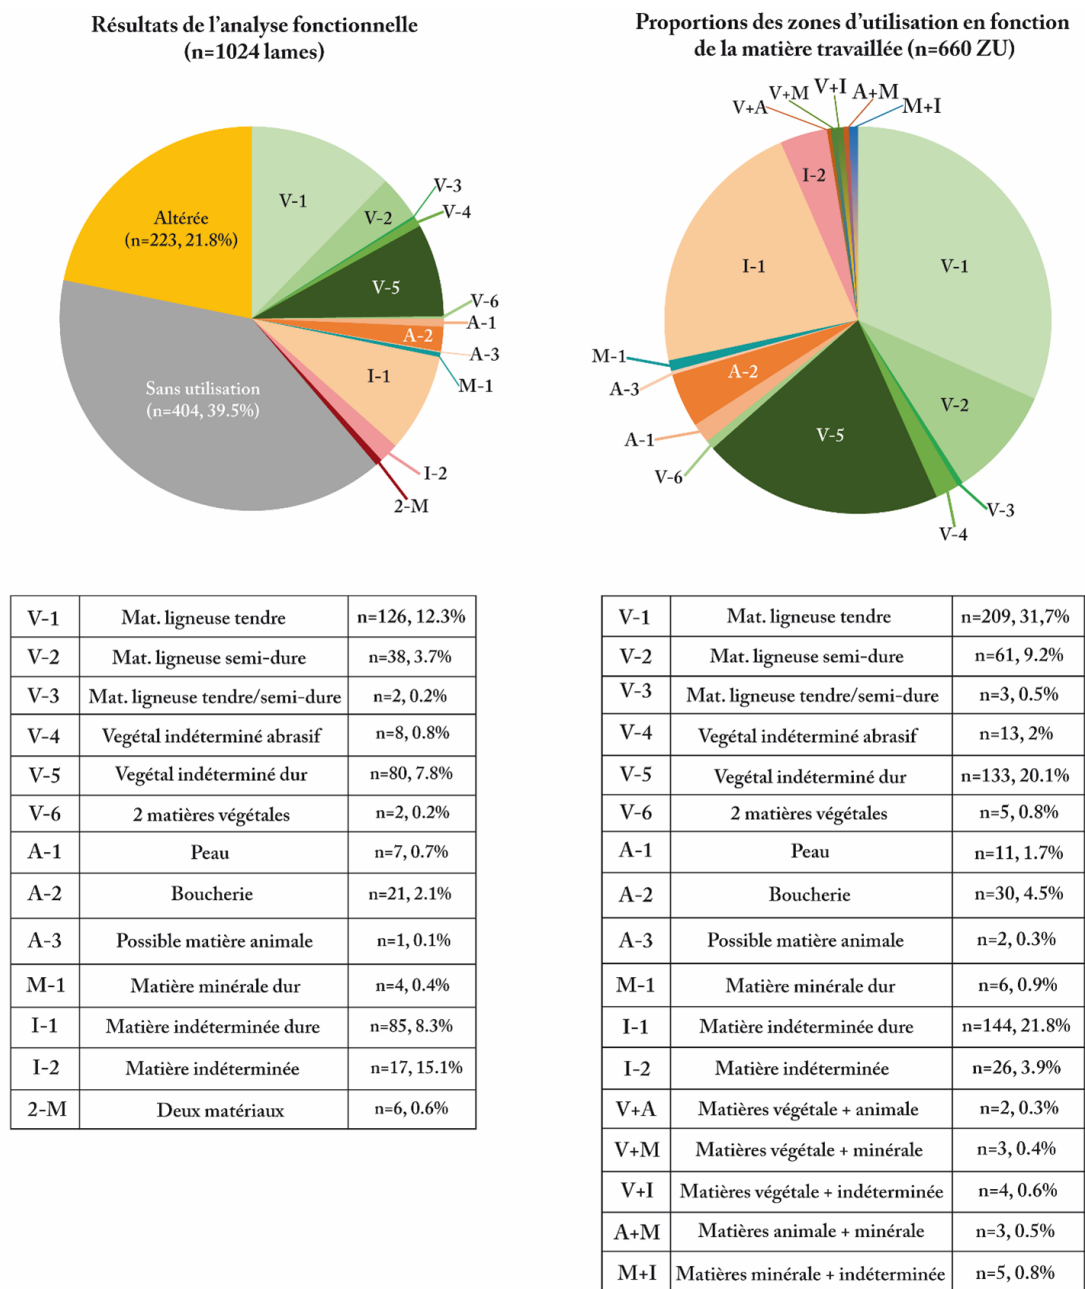 Résultats de l’analyse fonctionnelle
(n=1024 lames)
Altérée
(n=223, 21.8%)
Sans utilisation
(n=404, 39.5%)
V-1
V-2
V-3
V-4
V-5
V-6
A-1
A-2
A-3
M-1
I-1
I-2
2-M
Proportions des zones d’utilisation en fonction
de la matière travaillée (n=660 ZU)
V+A
V+M
V+I
A+M
M+I
V-1
V-2
V-3
V-4
V-5
V-6
A-1
A-2
A-3
M-1
I-1
I-2
V-1 Mat. ligneuse tendre n=126, 12.3%
V-2 Mat. ligneuse semi-dure n=38, 3.7%
V-3 Mat. ligneuse tendre/semi-dure n=2, 0.2%
V-4 Vegétal indéterminé abrasif n=8, 0.8%
V-5 Vegétal indéterminé dur n=80, 7.8%
V-6 2 matières végétales n=2, 0.2%
A-1 Peau n=7, 0.7%
A-2 Boucherie n=21, 2.1%
A-3 Possible matière animale n=1, 0.1%
M-1 Matière minérale dur n=4, 0.4%
I-1 Matière indéterminée dure n=85, 8.3%
I-2 Matière indéterminée n=17, 15.1%
2-M Deux matériaux n=6, 0.6%
V-1 Mat. ligneuse tendre n=209, 31,7%
V-2 Mat. ligneuse semi-dure n=61, 9.2%
V-3 Mat. ligneuse tendre/semi-dure n=3, 0.5%
V-4 Vegétal indéterminé abrasif n=13, 2%
V-5 Vegétal indéterminé dur n=133, 20.1%
V-6 2 matières végétales n=5, 0.8%
A-1 Peau n=11, 1.7%
A-2 Boucherie n=30, 4.5%
A-3 Possible matière animale n=2, 0.3%
M-1 Matière minérale dur n=6, 0.9%
I-1 Matière indéterminée dure n=144, 21.8%
I-2 Matière indéterminée n=26, 3.9%
V+A Matières végétale + animale n=2, 0.3%
V+M Matières végétale + minérale n=3, 0.4%
V+I Matières végétale + indéterminée n=4, 0.6%
A+M Matières animale + minérale n=3, 0.5%
M+I Matières minérale + indéterminée n=5, 0.8%